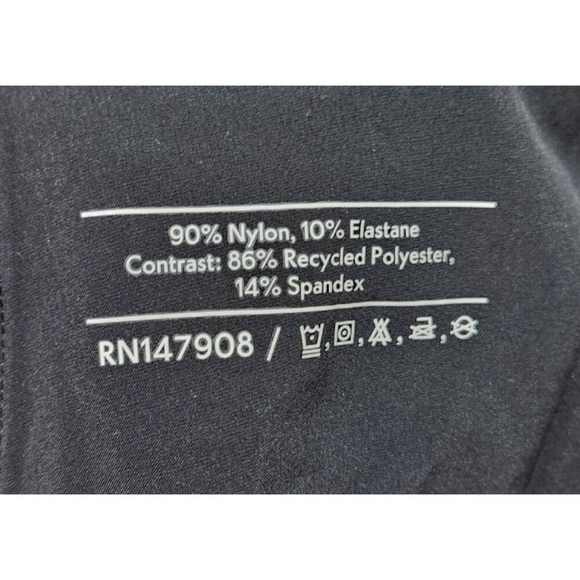 90% Nylon, 10% Elastane
Contrast: 86% Recycled Polyester,
14% Spandex
RN147908 / , , , ,